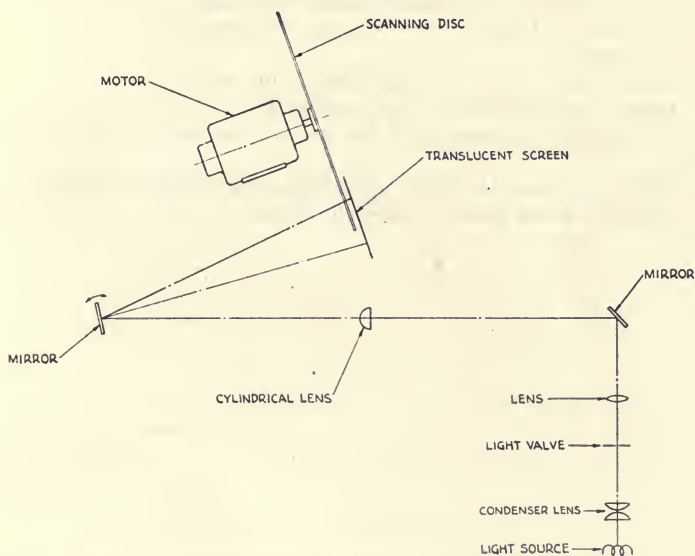 SCANNING DISC
MOTOR
TRANSLUCENT SCREEN
MIRROR
MIRROR
CYLINDRICAL LENS
LENS
LIGHT VALVE
CONDENSER LENS
LIGHT SOURCE